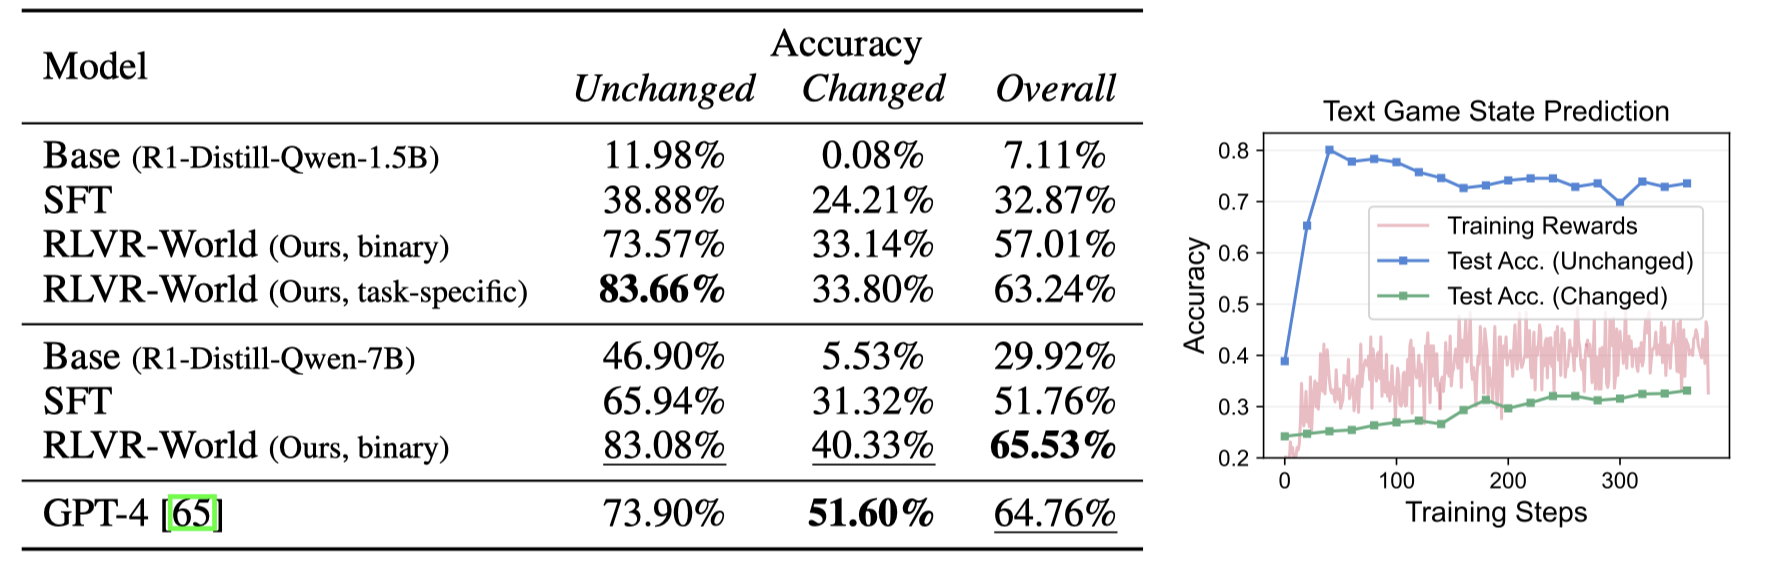 Model Accuracy
Unchanged Changed Overall
Base (R1-Distill-Qwen-1.5B) 11.98% 0.08% 7.11%
SFT 38.88% 24.21% 32.87%
RLVR-World (Ours, binary) 73.57% 33.14% 57.01%
RLVR-World (Ours, task-specific) 83.66% 33.80% 63.24%
Base (R1-Distill-Qwen-7B) 46.90% 5.53% 29.92%
SFT 65.94% 31.32% 51.76%
RLVR-World (Ours, binary) 83.08% 40.33% 65.53%
GPT-4 [65] 73.90% 51.60% 64.76%
Text Game State Prediction
Accuracy
0.8
0.7
0.6
0.5
0.4
0.3
0.2
Training Rewards
Test Acc. (Unchanged)
Test Acc. (Changed)
0 100 200 300
Training Steps